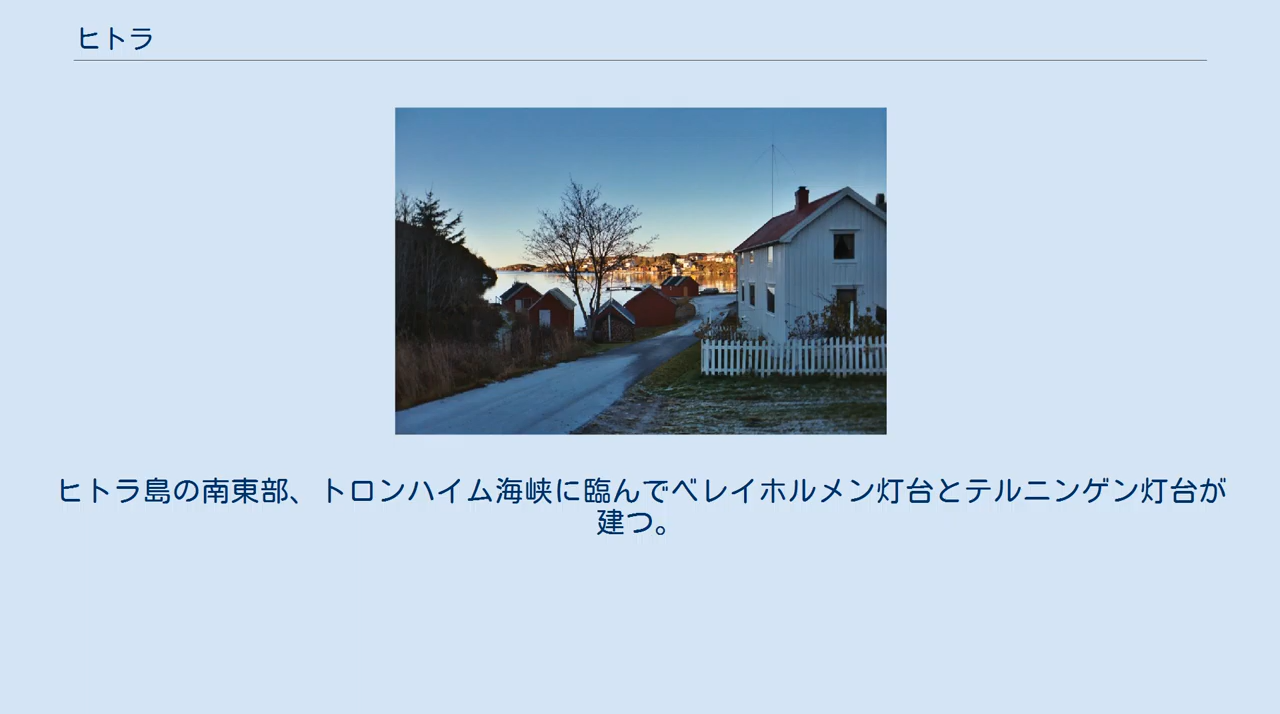 ヒトラ
ヒトラ島の南東部、トロンハイム海峡に臨んでベレイホルメン灯台とテルニンゲン灯台が
建つ。